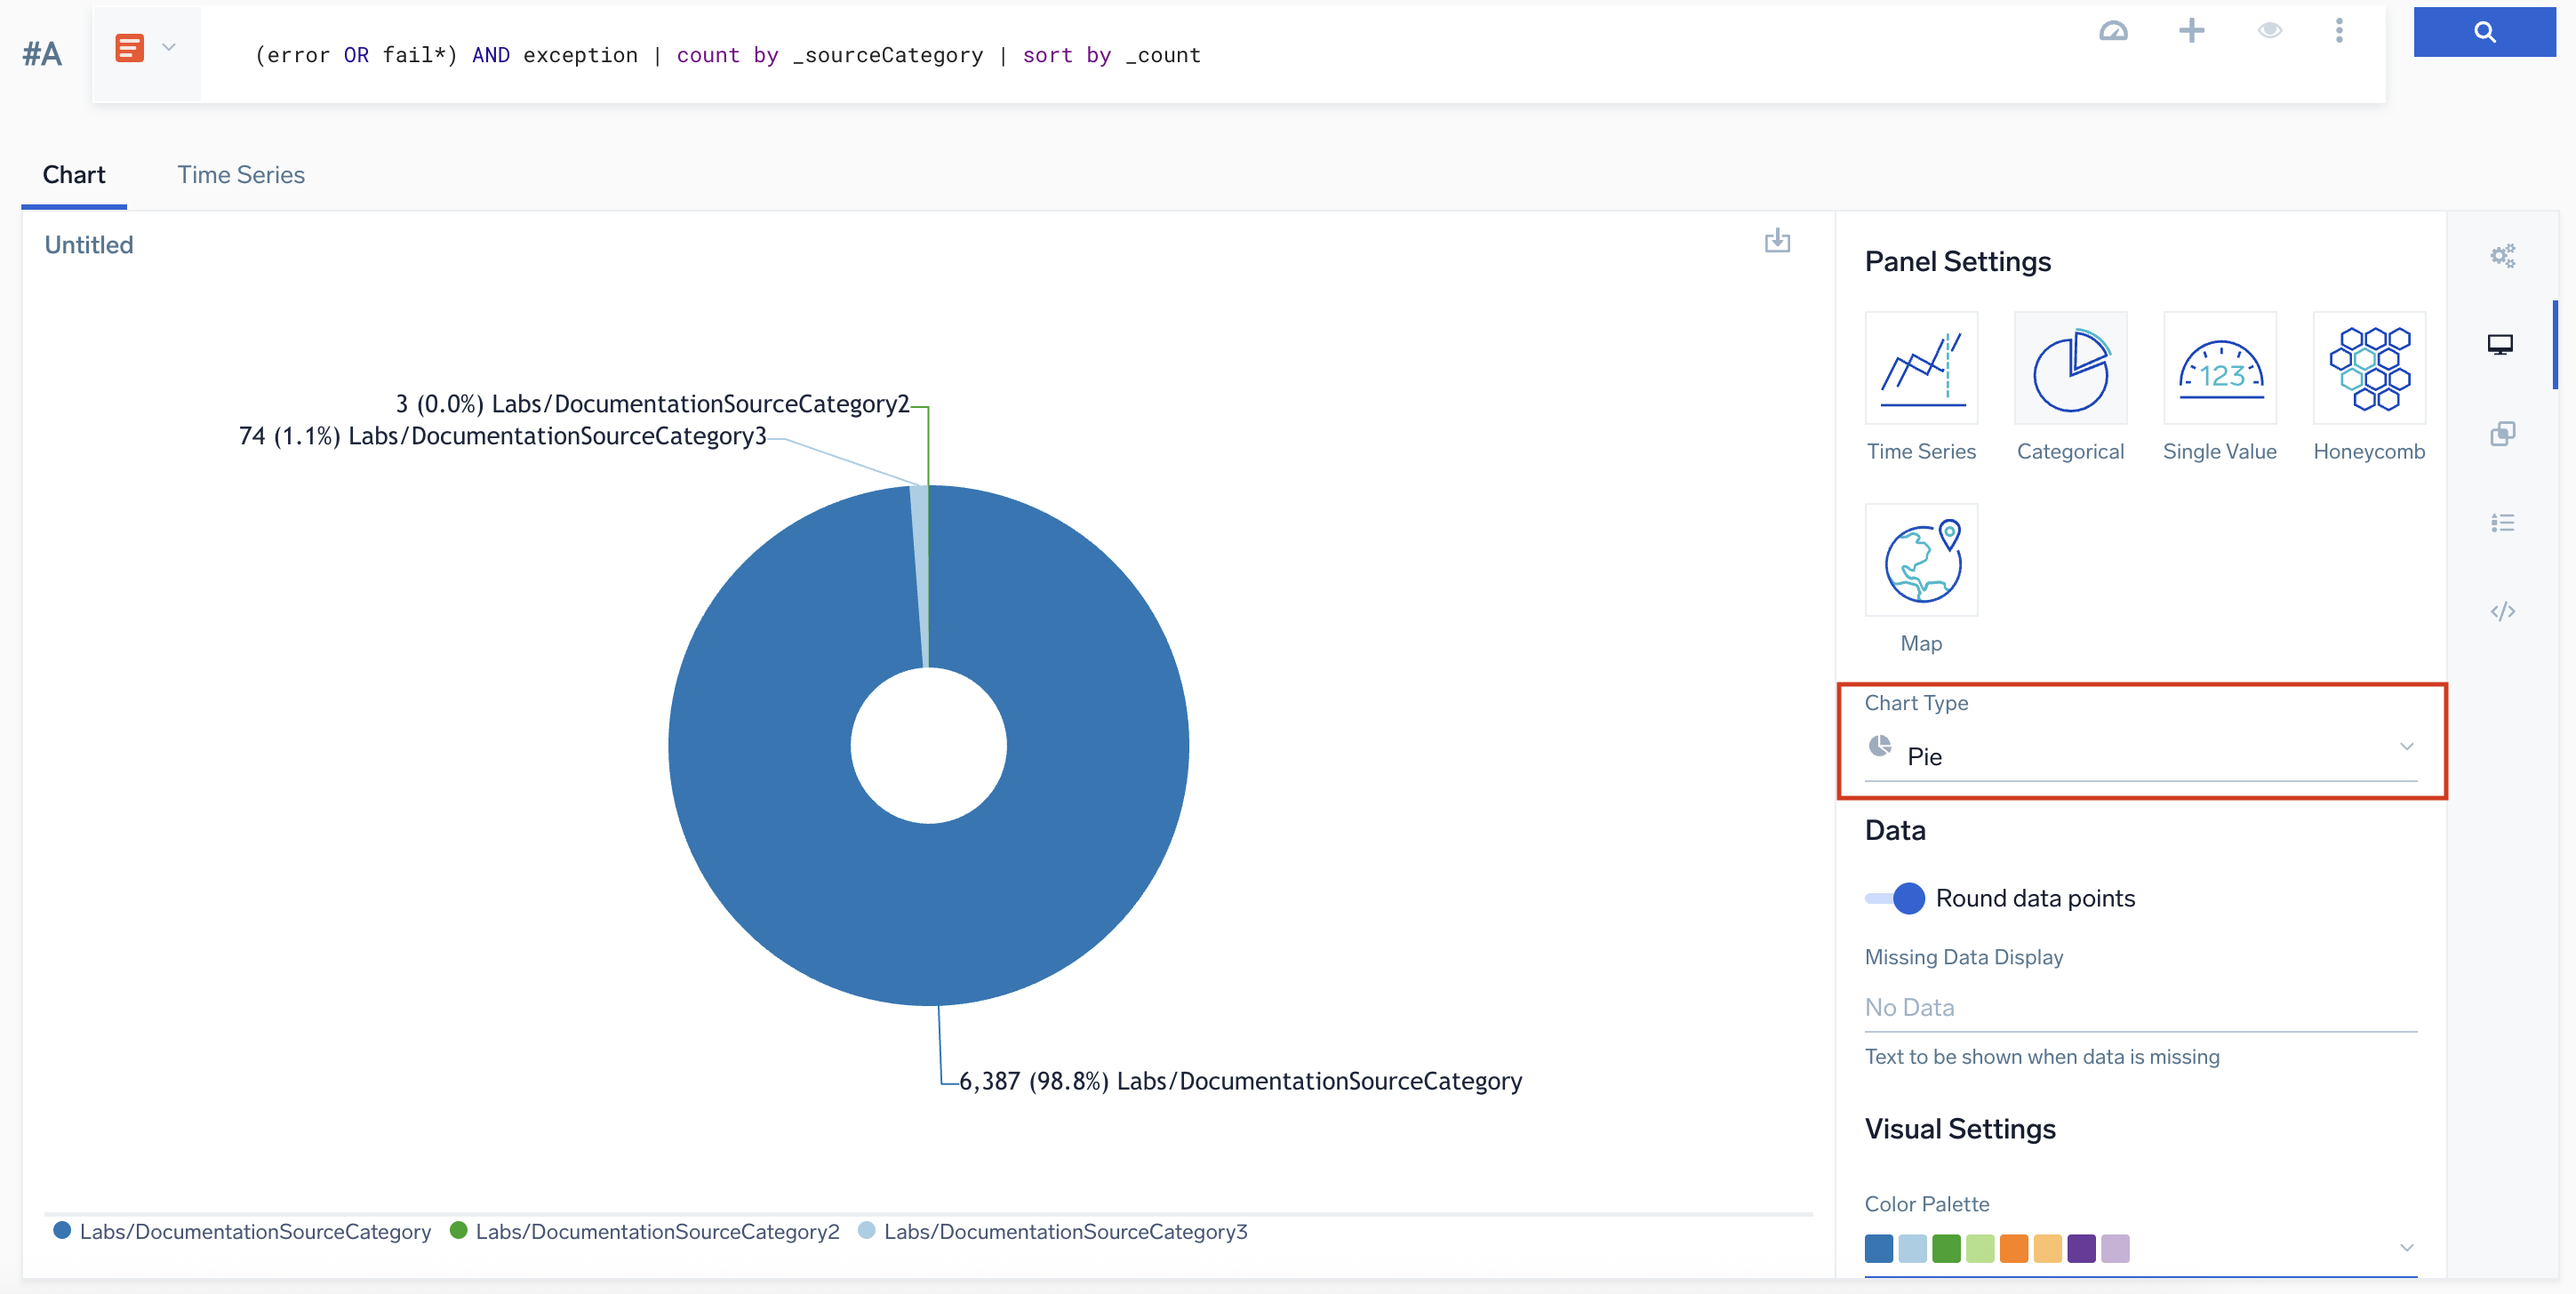 #A
(error OR fail*) AND exception | count by _sourceCategory | sort by _count
Chart
Time Series
Untitled
3 (0.0%) Labs/DocumentationSourceCategory2
74 (1.1%) Labs/DocumentationSourceCategory3
6,387 (98.8%) Labs/DocumentationSourceCategory
Labs/DocumentationSourceCategory Labs/DocumentationSourceCategory2 Labs/DocumentationSourceCategory3
Panel Settings
123
Time Series Categorical Single Value Honeycomb
Map
Chart Type
Pie
Data
Round data points
Missing Data Display
No Data
Text to be shown when data is missing
Visual Settings
Color Palette